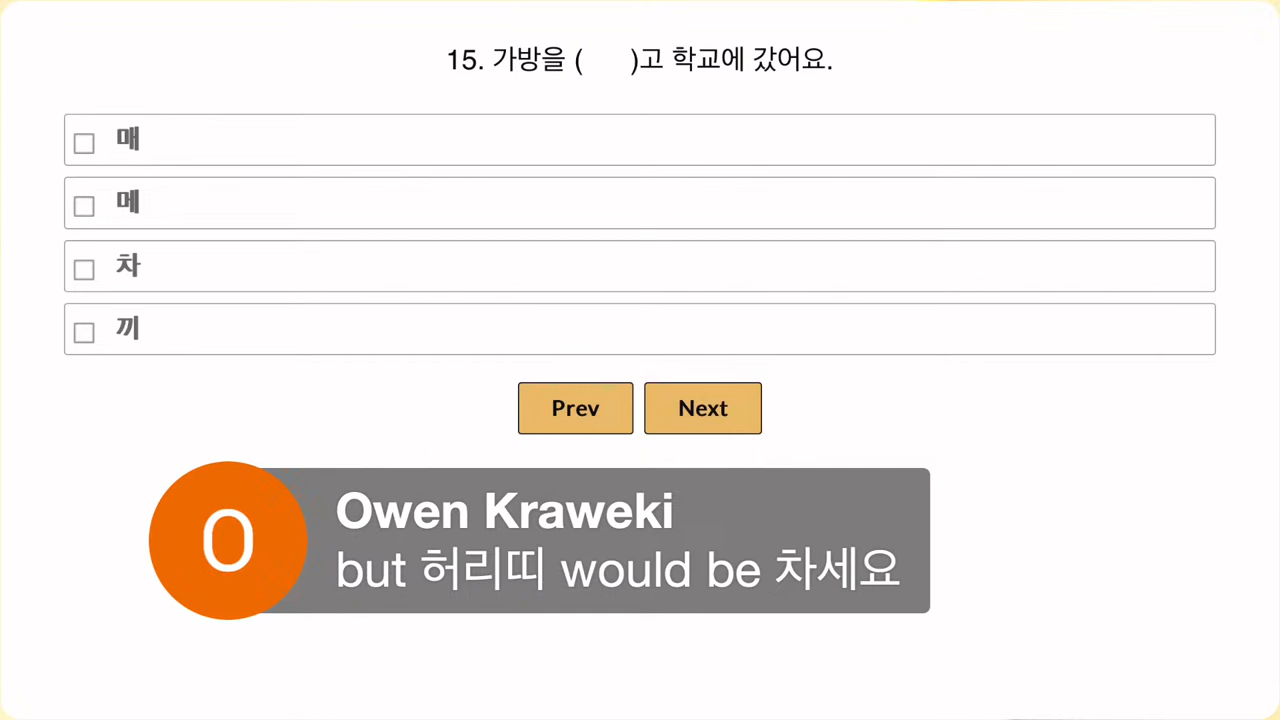 15. 가방을 (      )고 학교에 갔어요.
매
메
차
끼
Prev
Next
O
Owen Kraweki
but 허리띠 would be 차세요